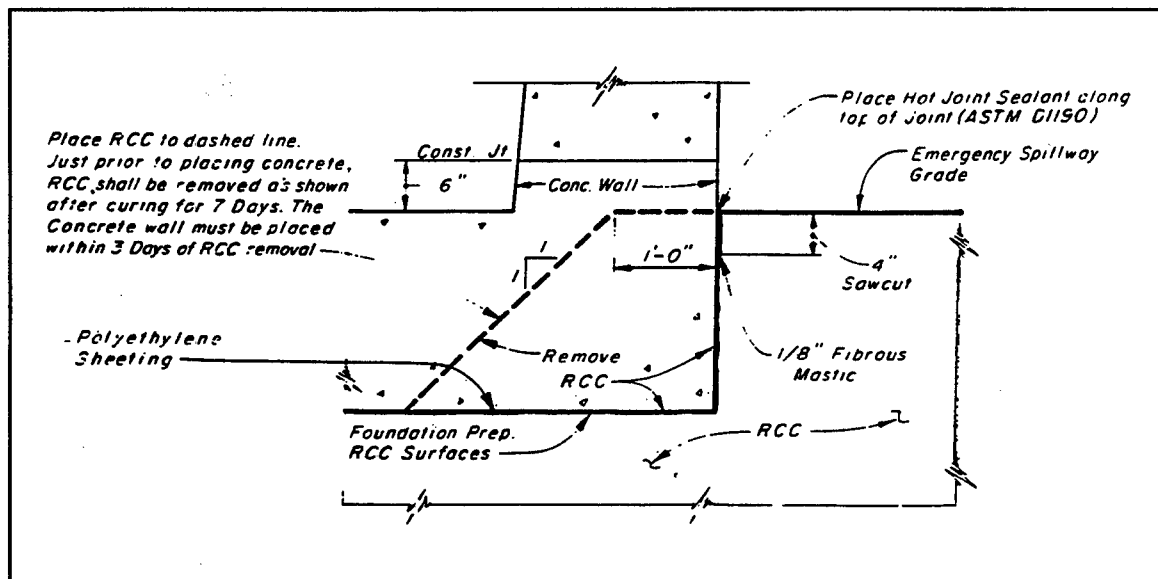 Place RCC to dashed line.
Just prior to placing concrete,
RCC shall be removed as shown
after curing for 7 Days. The
Concrete wall must be placed
within 3 Days of RCC removal
Const. Jt
6"
Conc. Wall
Place Hot Joint Sealant along
top of Joint (ASTM D1190)
Emergency Spillway
Grade
1
1
1'-0"
4"
Sawcut
Polyethylene
Sheeting
Remove
RCC
1/8" Fibrous
Mastic
Foundation Prep.
RCC Surfaces
RCC